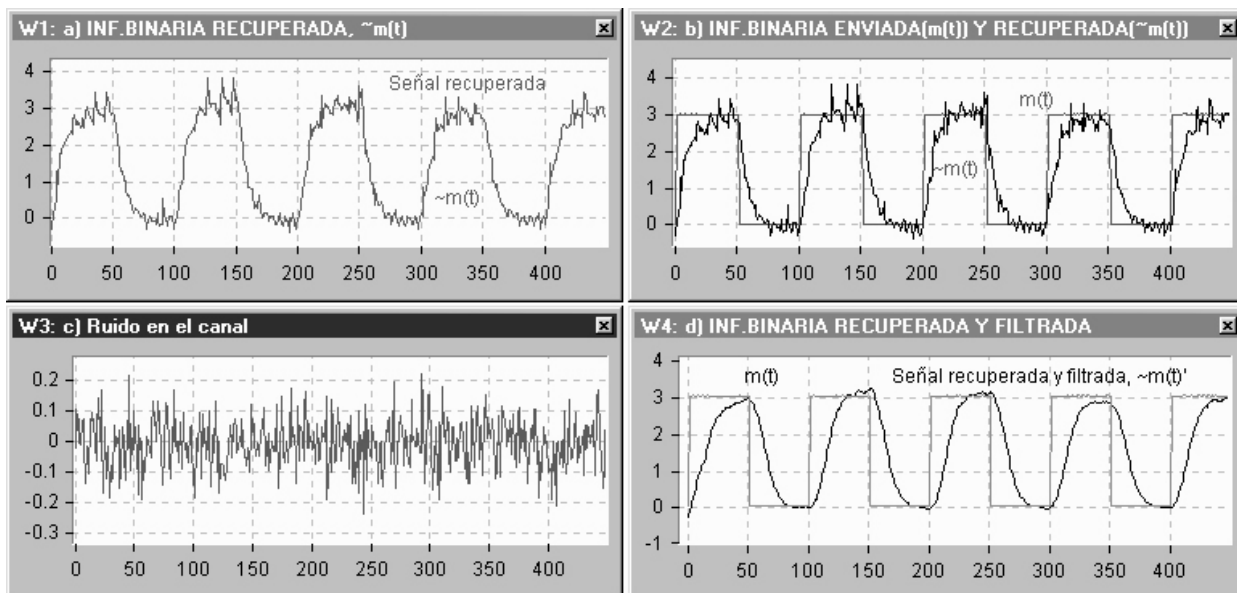 W1: a) INF.BINARIA RECUPERADA, ~m(t)
4
3
2
1
0
Señal recuperada
~m(t)
0 50 100 150 200 250 300 350 400
W2: b) INF.BINARIA ENVIADA(m(t)) Y RECUPERADA(~m(t))
4
3
2
1
0
m(t)
~m(t)
0 50 100 150 200 250 300 350 400
W3: c) Ruido en el canal
0.2
0.1
0
-0.1
-0.2
-0.3
0 50 100 150 200 250 300 350 400
W4: d) INF.BINARIA RECUPERADA Y FILTRADA
4
3
2
1
0
-1
m(t) Señal recuperada y filtrada, ~m(t)'
0 50 100 150 200 250 300 350 400